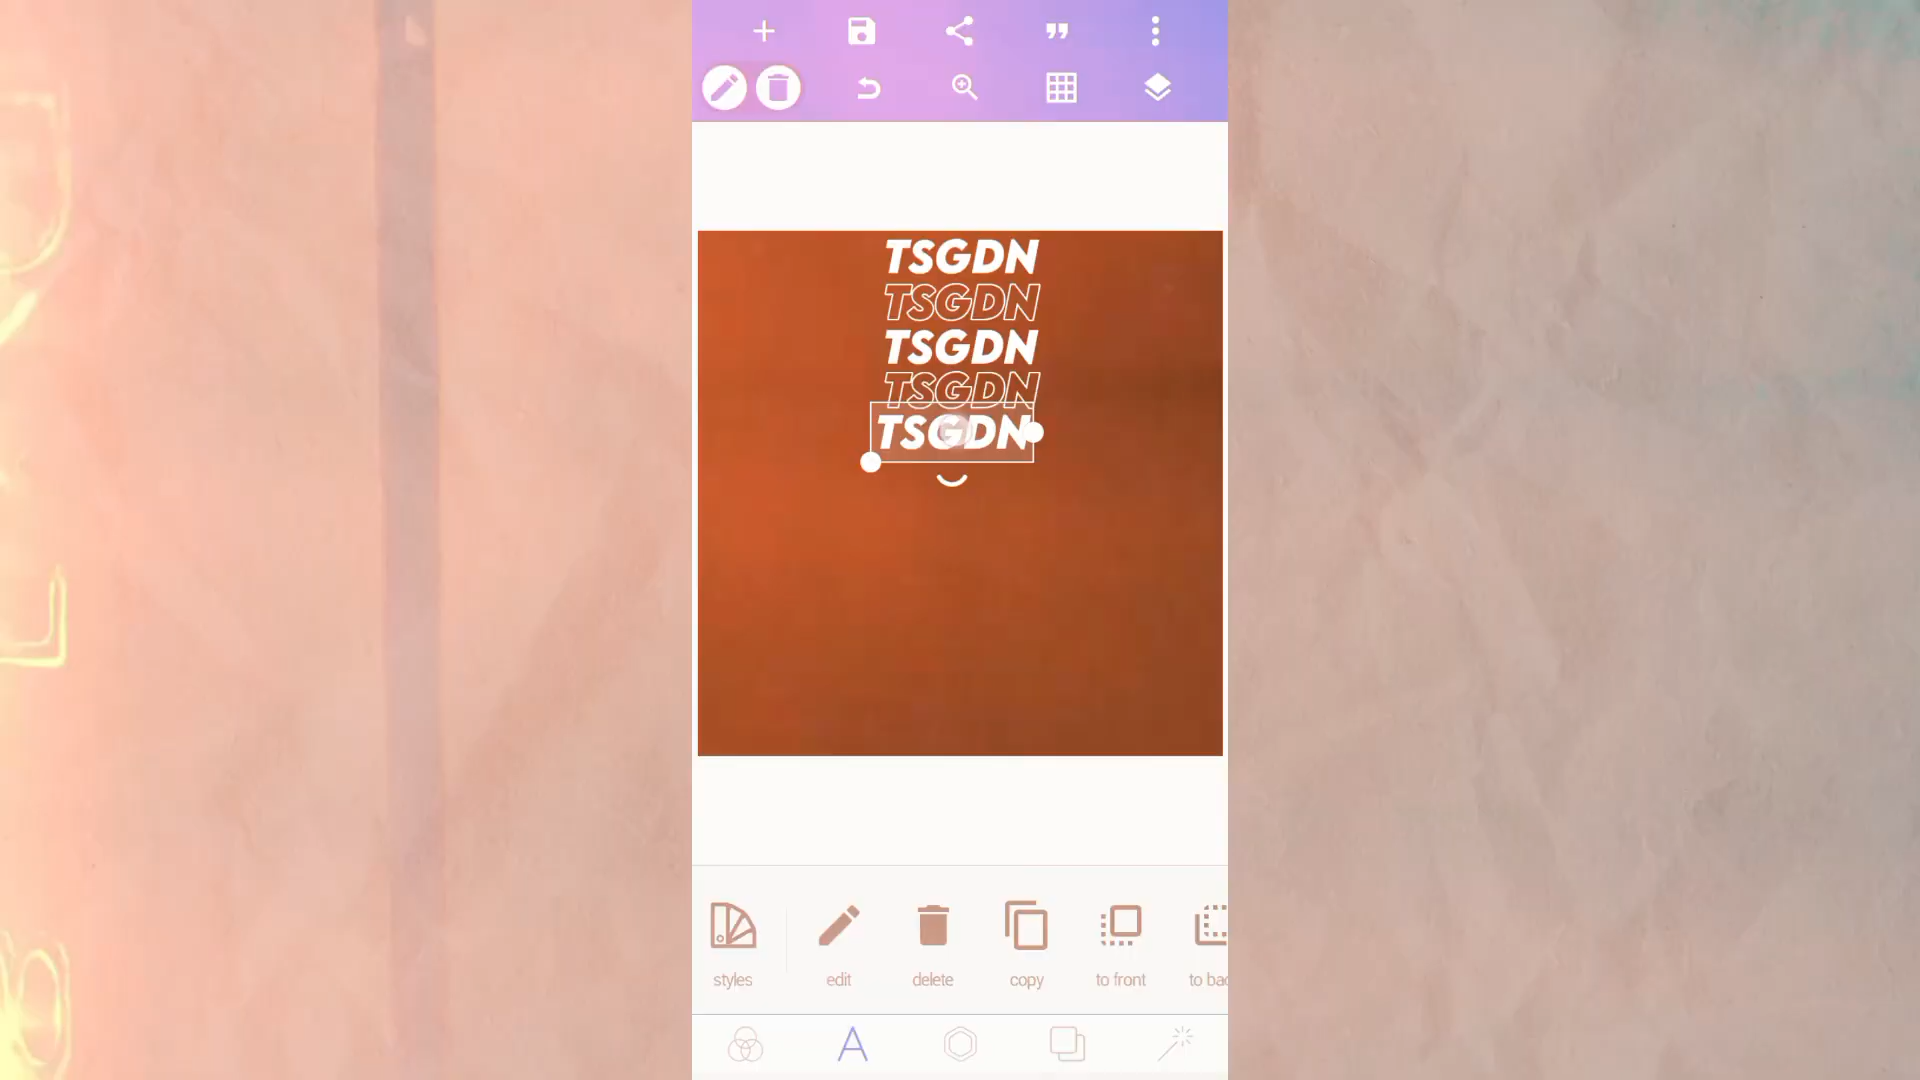 TSGDN
TSGDN
TSGDN
TSGDN
TSGDN
styles
edit
delete
copy
to front